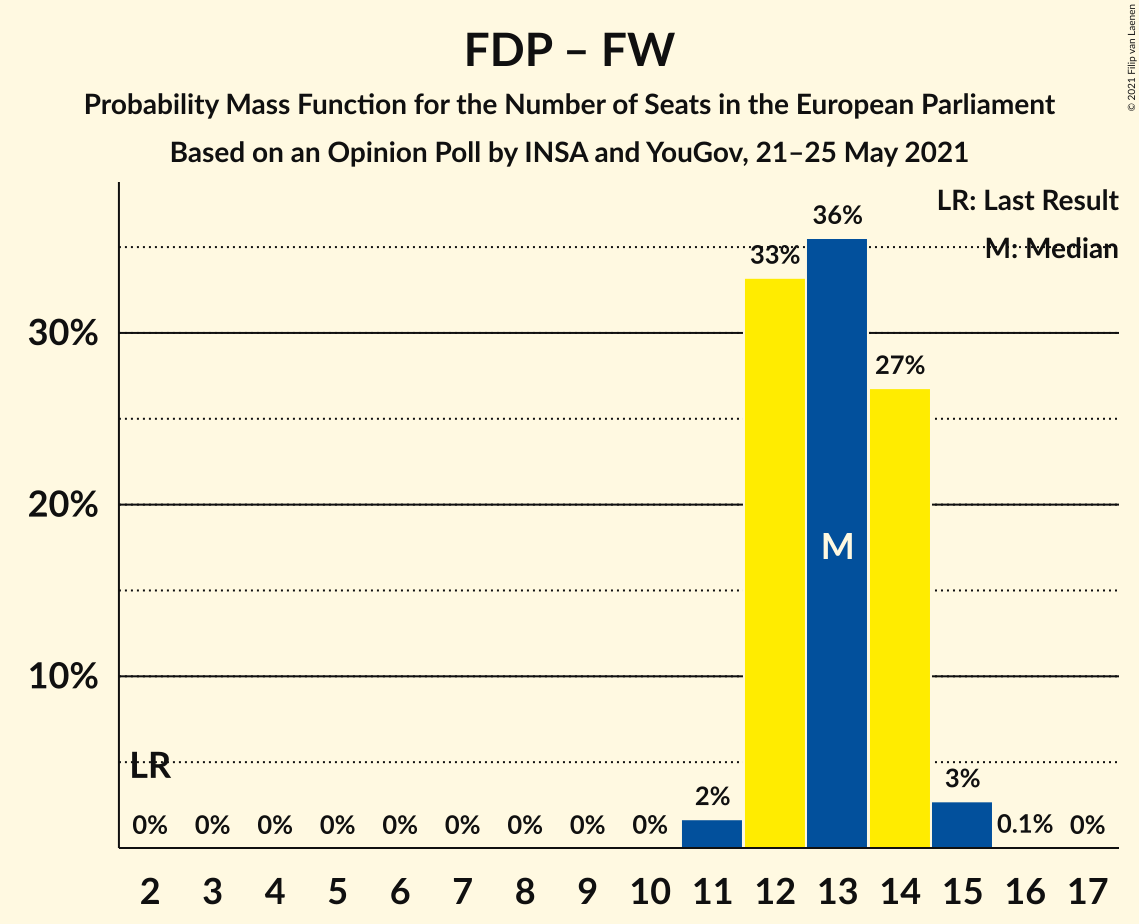 FDP – FW
Probability Mass Function for the Number of Seats in the European Parliament
Based on an Opinion Poll by INSA and YouGov, 21–25 May 2021
© 2021 Filip van Laenen
LR: Last Result
M: Median
36%
33%
30%
27%
20%
M
10%
LR
3%
2%
0% 0% 0% 0% 0% 0% 0% 0% 0% 0.1% 0%
2 3 4 5 6 7 8 9 10 11 12 13 14 15 16 17